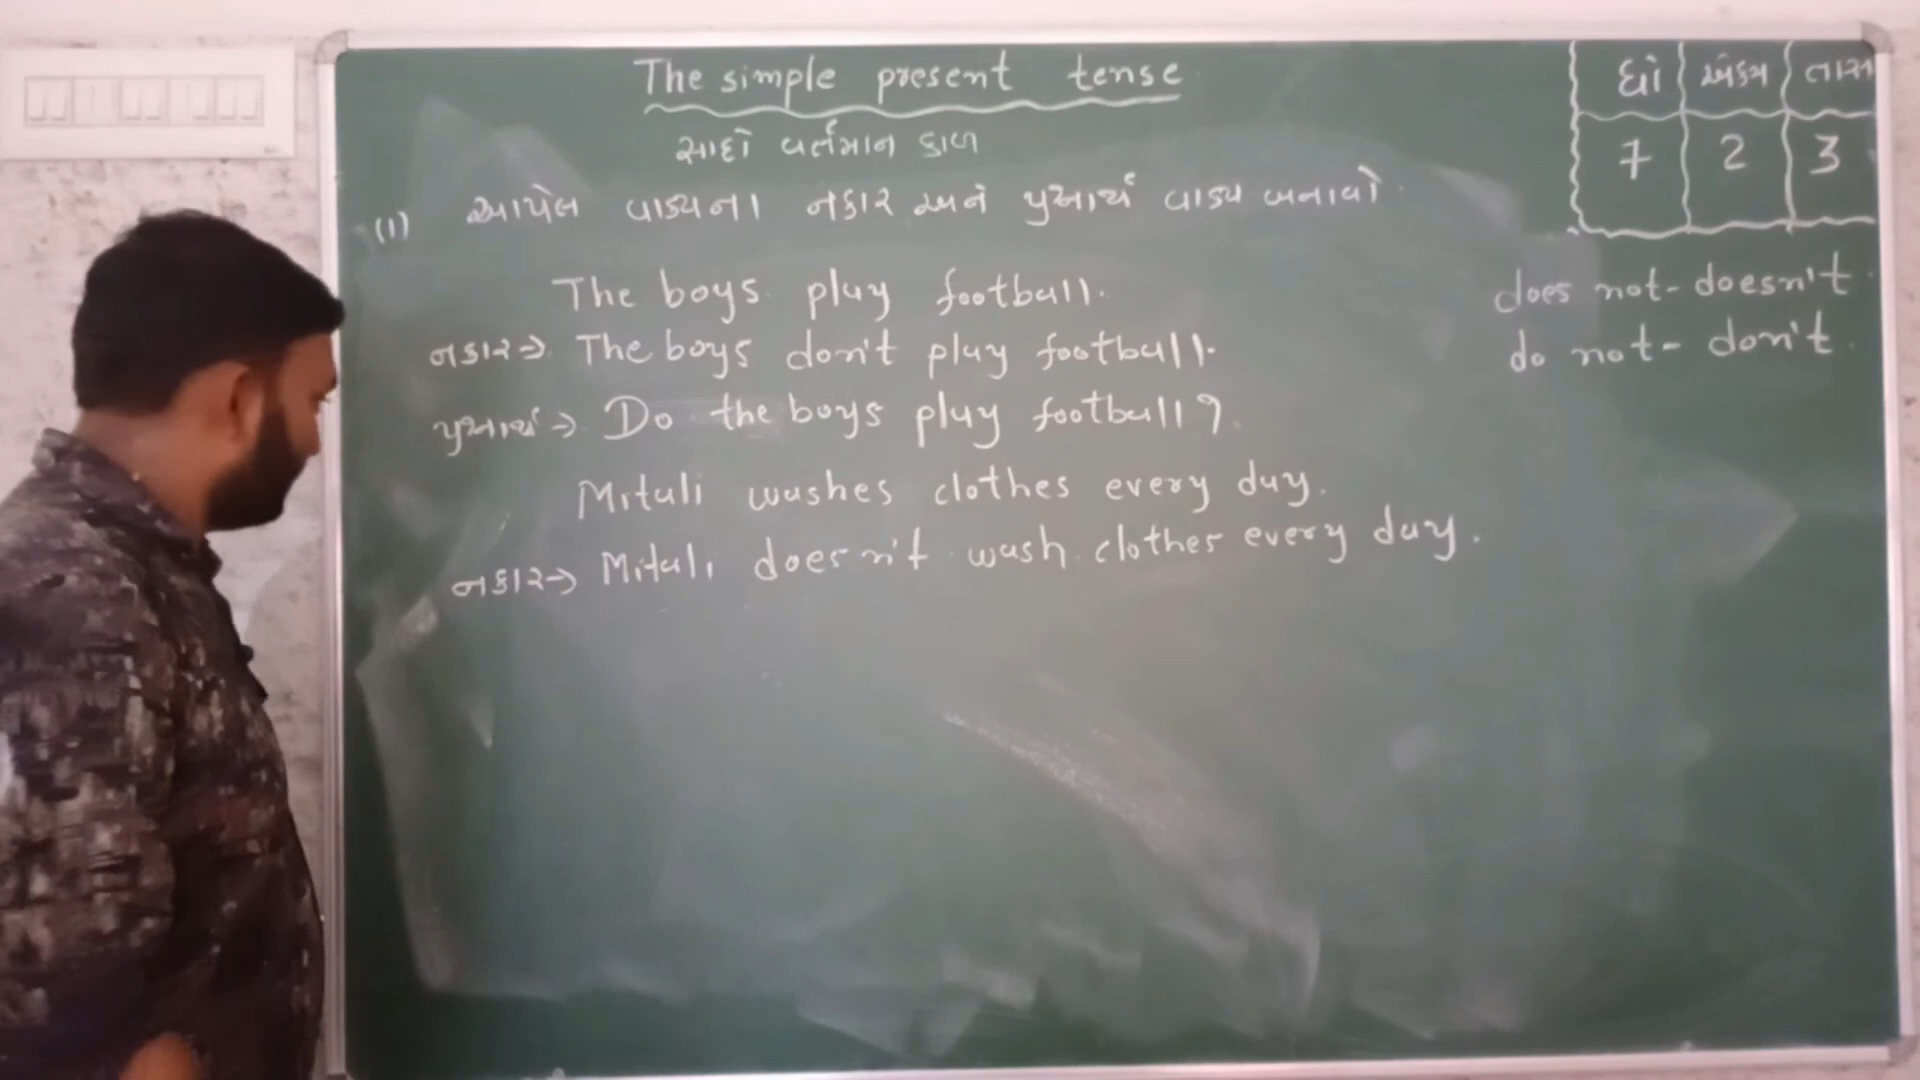 The simple present tense
સાદો વર્તમાન કાળ
ધો | એકમ | તાસ
7 | 2 | 3
(1) આપેલ વાક્યના નકાર અને પ્રશ્નાર્થ વાક્ય બનાવો.
The boys play football.
નકાર → The boys don't play football.
પ્રશ્નાર્થ → Do the boys play football?
Mitali washes clothes every day.
નકાર → Mitali doesn't wash clothes every day.
does not - doesn't
do not - don't